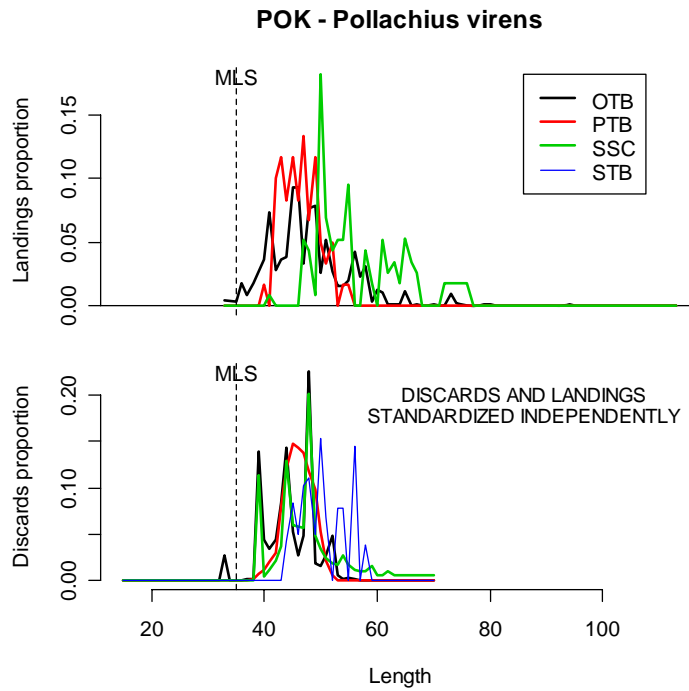 POK - Pollachius virens
MLS
OTB
PTB
SSC
STB
Landings proportion
0.00
0.05
0.10
0.15
MLS
DISCARDS AND LANDINGS
STANDARDIZED INDEPENDENTLY
Discards proportion
0.00
0.10
0.20
20 40 60 80 100
Length